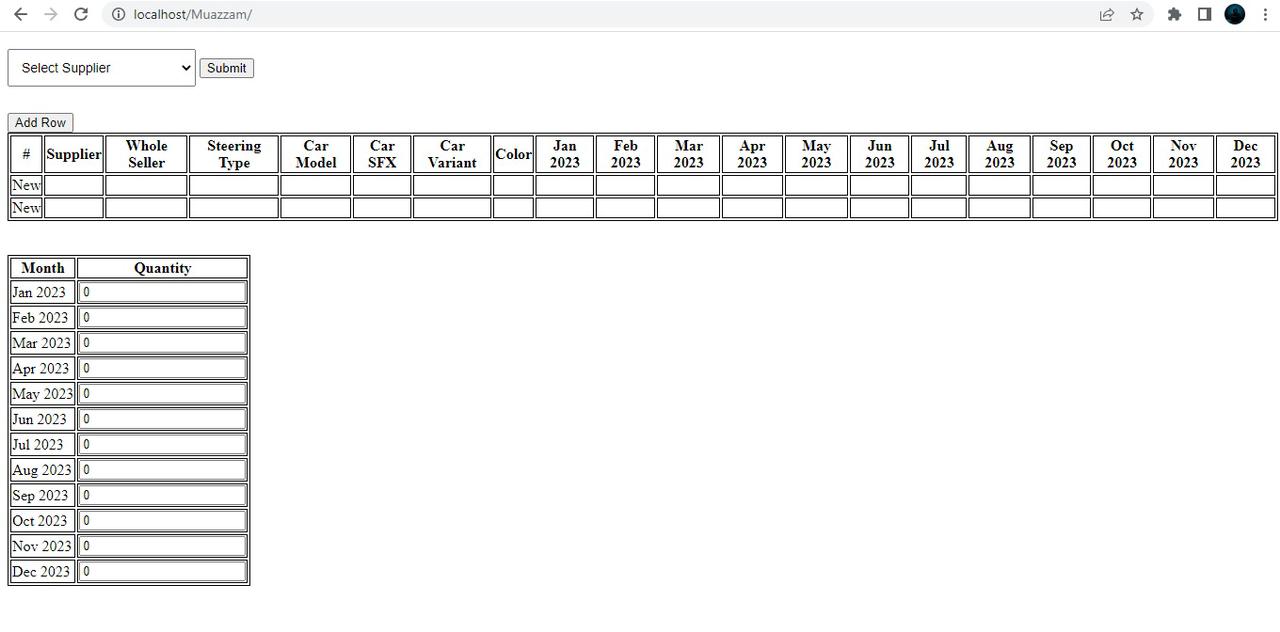 localhost/Muazzam/
Select Supplier Submit
Add Row
# Supplier Whole Seller Steering Type Car Model Car SFX Car Variant Color Jan 2023 Feb 2023 Mar 2023 Apr 2023 May 2023 Jun 2023 Jul 2023 Aug 2023 Sep 2023 Oct 2023 Nov 2023 Dec 2023
New
New
Month Quantity
Jan 2023 0
Feb 2023 0
Mar 2023 0
Apr 2023 0
May 2023 0
Jun 2023 0
Jul 2023 0
Aug 2023 0
Sep 2023 0
Oct 2023 0
Nov 2023 0
Dec 2023 0